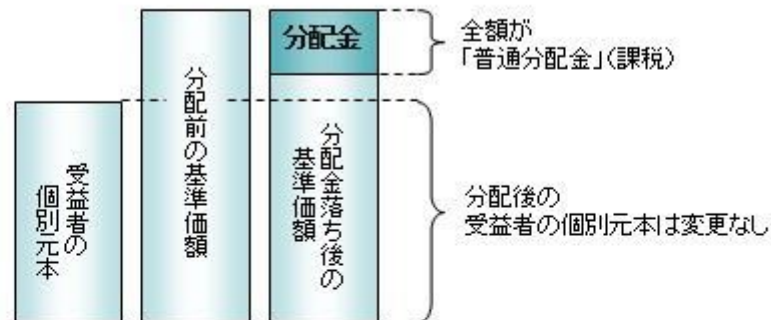 受益者の
個別元本
分配前の基準価額
分配金
分配金落ち後の
基準価額
全額が
「普通分配金」(課税)
分配後の
受益者の個別元本は変更なし